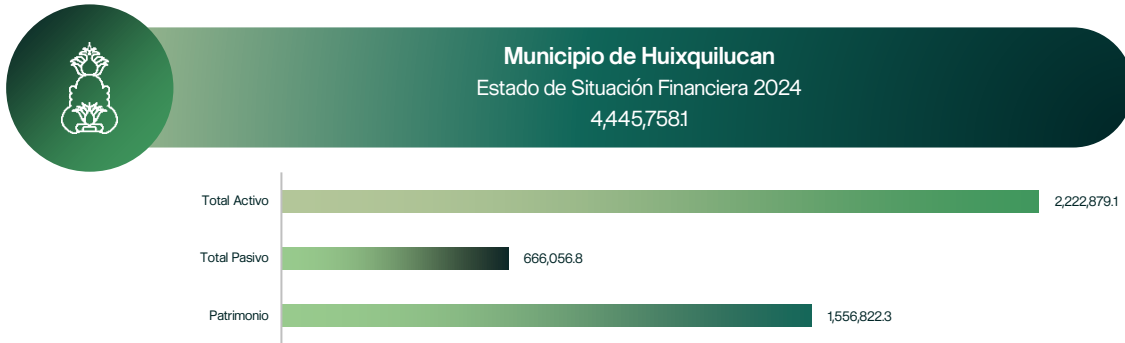 Municipio de Huixquilucan
Estado de Situación Financiera 2024
4,445,758.1
Total Activo 2,222,879.1
Total Pasivo 666,056.8
Patrimonio 1,556,822.3